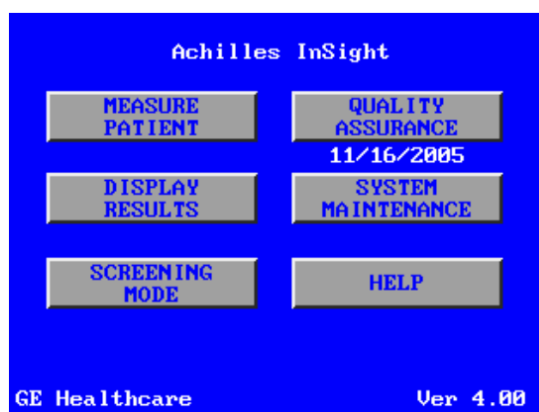 Achilles InSight
MEASURE
PATIENT
QUALITY
ASSURANCE
11/16/2005
DISPLAY
RESULTS
SYSTEM
MAINTENANCE
SCREENING
MODE
HELP
GE Healthcare
Ver 4.00